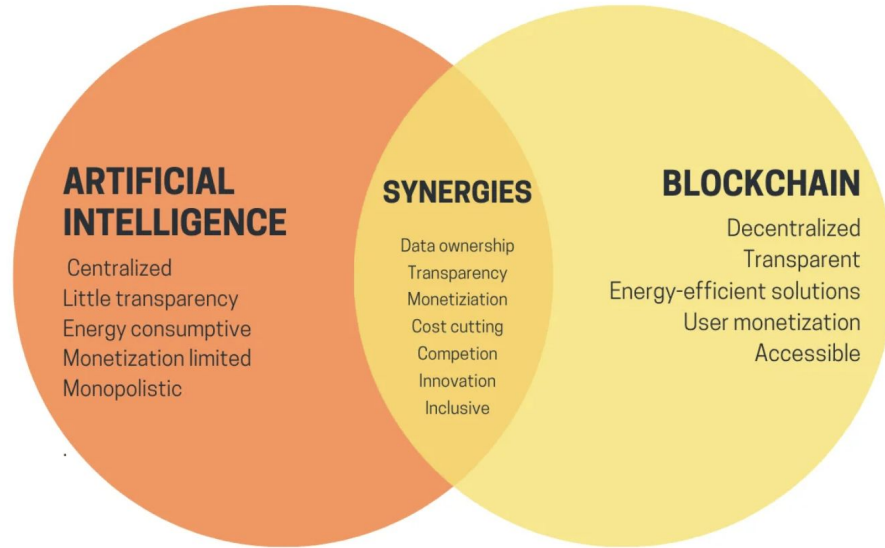 ARTIFICIAL
INTELLIGENCE
Centralized
Little transparency
Energy consumptive
Monetization limited
Monopolistic
.
SYNERGIES
Data ownership
Transparency
Monetiziation
Cost cutting
Competion
Innovation
Inclusive
BLOCKCHAIN
Decentralized
Transparent
Energy-efficient solutions
User monetization
Accessible